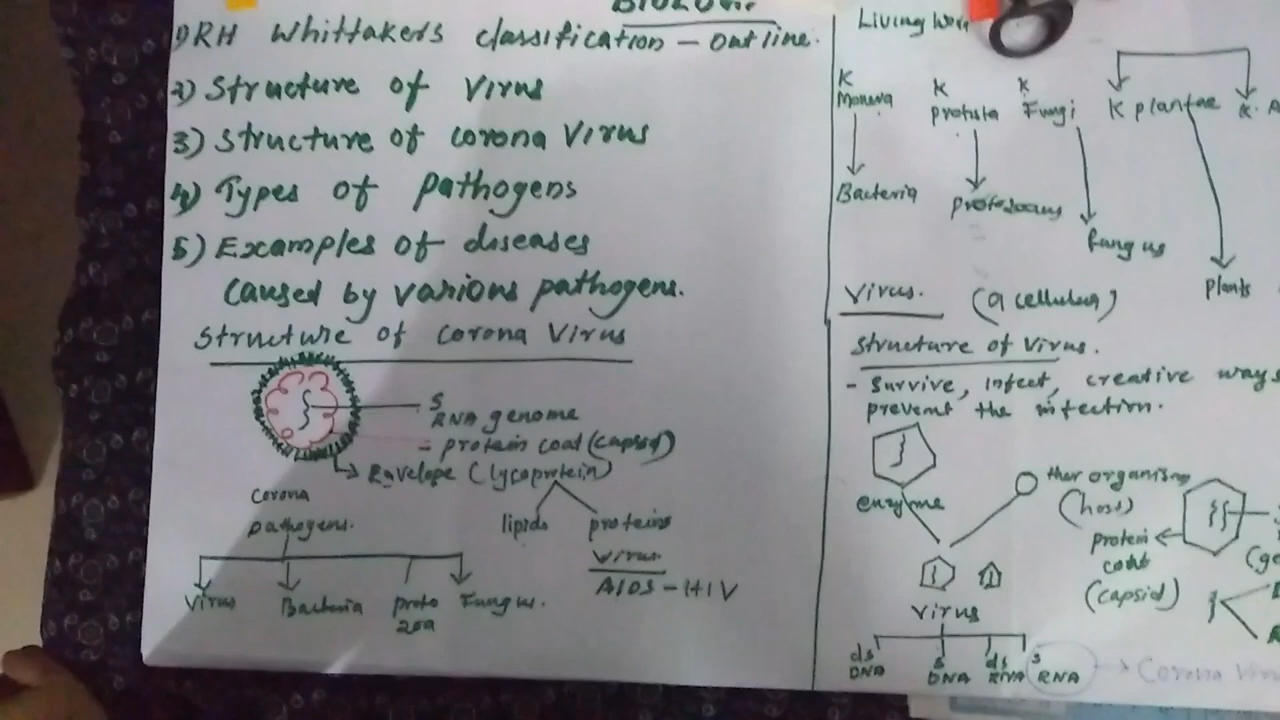 1) RH Whittakers classification - outline.
2) Structure of Virus
3) Structure of corona Virus
4) Types of pathogens
5) Examples of diseases
caused by various pathogens.
Structure of corona Virus
S
RNA genome
- protein coat (capsid)
Envelope (lycoprotein)
lipids proteins
Corona
pathogens.
Virus Bacteria proto zoa Fungus.
Virus
AIDS - HIV
Living
K K K
Monera protista Fungi K plantae K. A
Bacteria
protozoans
fungus
plants
Virus. (a cellular)
Structure of Virus.
- Survive, infect, creative ways
prevent the infection.
enzyme
ther organism
(host)
protein
coat
(capsid)
Virus
ds S ds S
DNA DNA RNA RNA → Corona